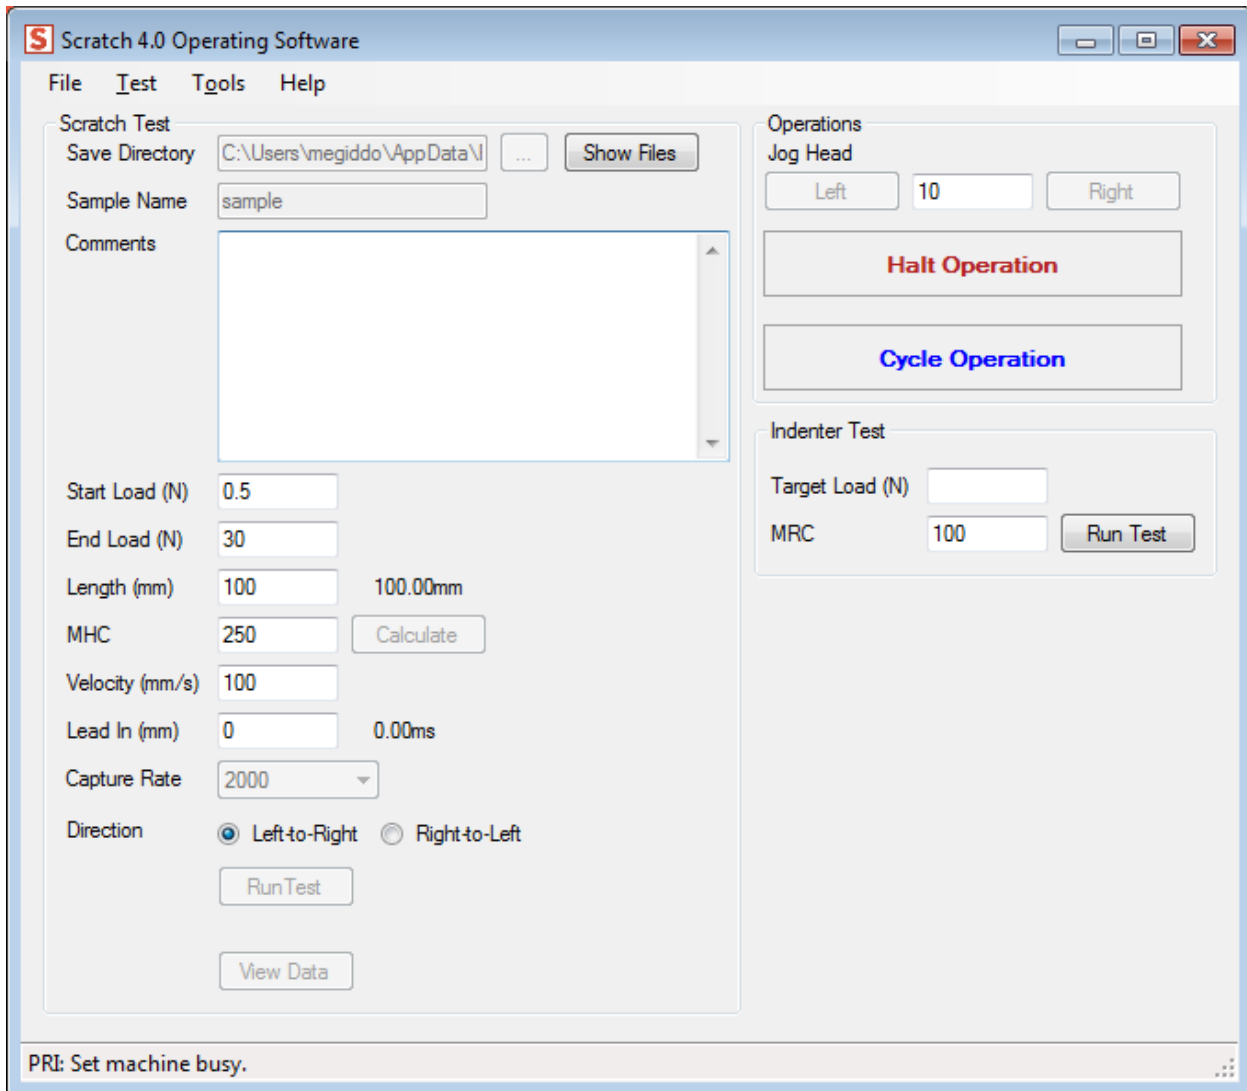 S Scratch 4.0 Operating Software
File Test Tools Help
Scratch Test
Save Directory C:\Users\megiddo\AppData\ ... Show Files
Sample Name sample
Comments
Start Load (N) 0.5
End Load (N) 30
Length (mm) 100 100.00mm
MHC 250 Calculate
Velocity (mm/s) 100
Lead In (mm) 0 0.00ms
Capture Rate 2000
Direction Left-to-Right Right-to-Left
RunTest
View Data
Operations
Jog Head
Left 10 Right
Halt Operation
Cycle Operation
Indenter Test
Target Load (N)
MRC 100 Run Test
PRI: Set machine busy.